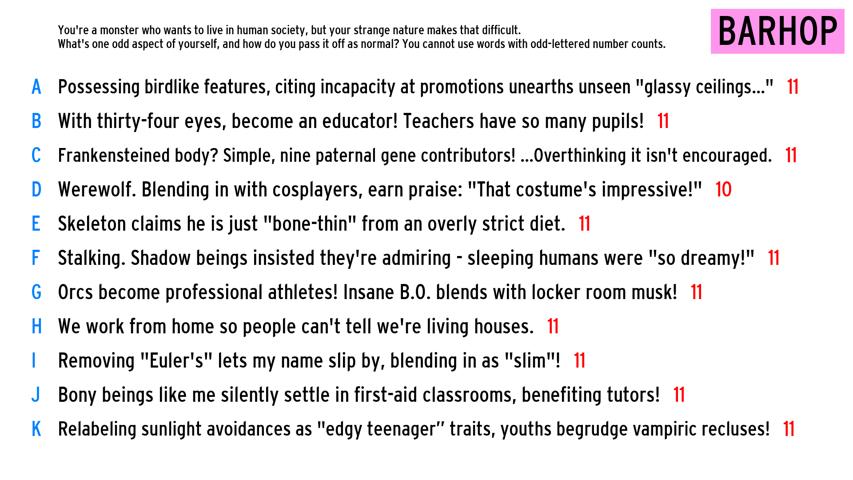 You're a monster who wants to live in human society, but your strange nature makes that difficult.
What's one odd aspect of yourself, and how do you pass it off as normal? You cannot use words with odd-lettered number counts.
BARHOP
A Possessing birdlike features, citing incapacity at promotions unearths unseen "glassy ceilings..." 11
B With thirty-four eyes, become an educator! Teachers have so many pupils! 11
C Frankensteined body? Simple, nine paternal gene contributors! ...Overthinking it isn't encouraged. 11
D Werewolf. Blending in with cosplayers, earn praise: "That costume's impressive!" 10
E Skeleton claims he is just "bone-thin" from an overly strict diet. 11
F Stalking. Shadow beings insisted they're admiring - sleeping humans were "so dreamy!" 11
G Orcs become professional athletes! Insane B.O. blends with locker room musk! 11
H We work from home so people can't tell we're living houses. 11
I Removing "Euler's" lets my name slip by, blending in as "slim"! 11
J Bony beings like me silently settle in first-aid classrooms, benefiting tutors! 11
K Relabeling sunlight avoidances as "edgy teenager” traits, youths begrudge vampiric recluses! 11